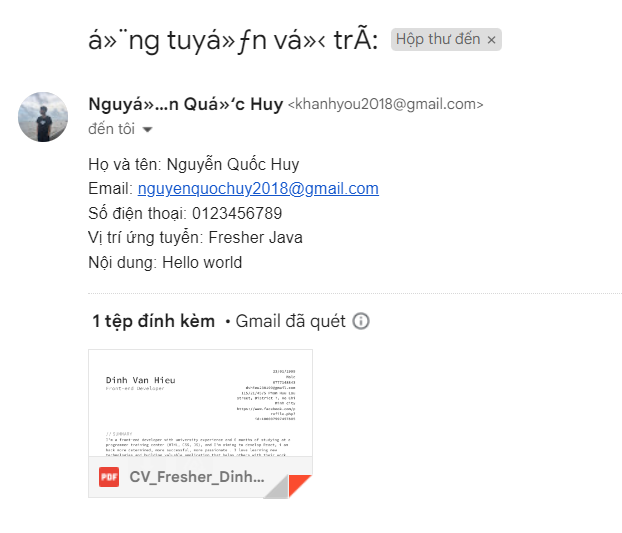 á»¨ng tuyá»ƒn vá»‹ trÃ: Hộp thư đến ×
Nguyá»…n Quá»‘c Huy <khanhyou2018@gmail.com>
đến tôi
Họ và tên: Nguyễn Quốc Huy
Email: nguyenquochuy2018@gmail.com
Số điện thoại: 0123456789
Vị trí ứng tuyển: Fresher Java
Nội dung: Hello world
1 tệp đính kèm • Gmail đã quét
Dinh Van Hieu
Front-end Developer
// SUMMARY
PDF CV_Fresher_Dinh...